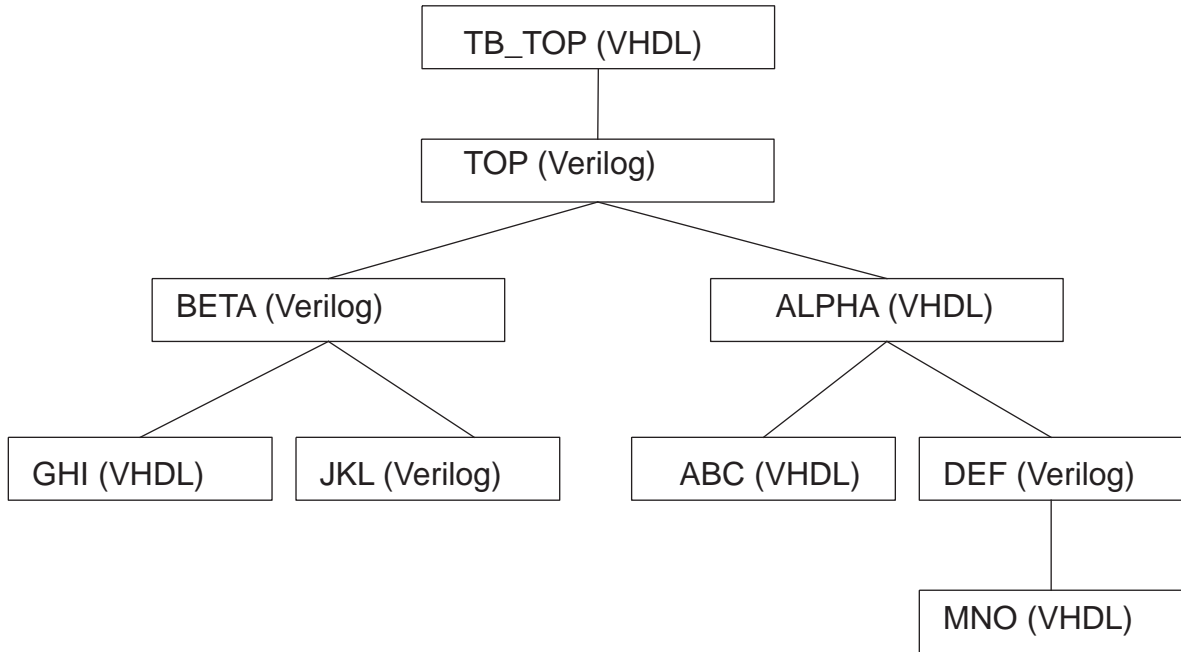 TB_TOP (VHDL)
TOP (Verilog)
BETA (Verilog)
ALPHA (VHDL)
GHI (VHDL)
JKL (Verilog)
ABC (VHDL)
DEF (Verilog)
MNO (VHDL)